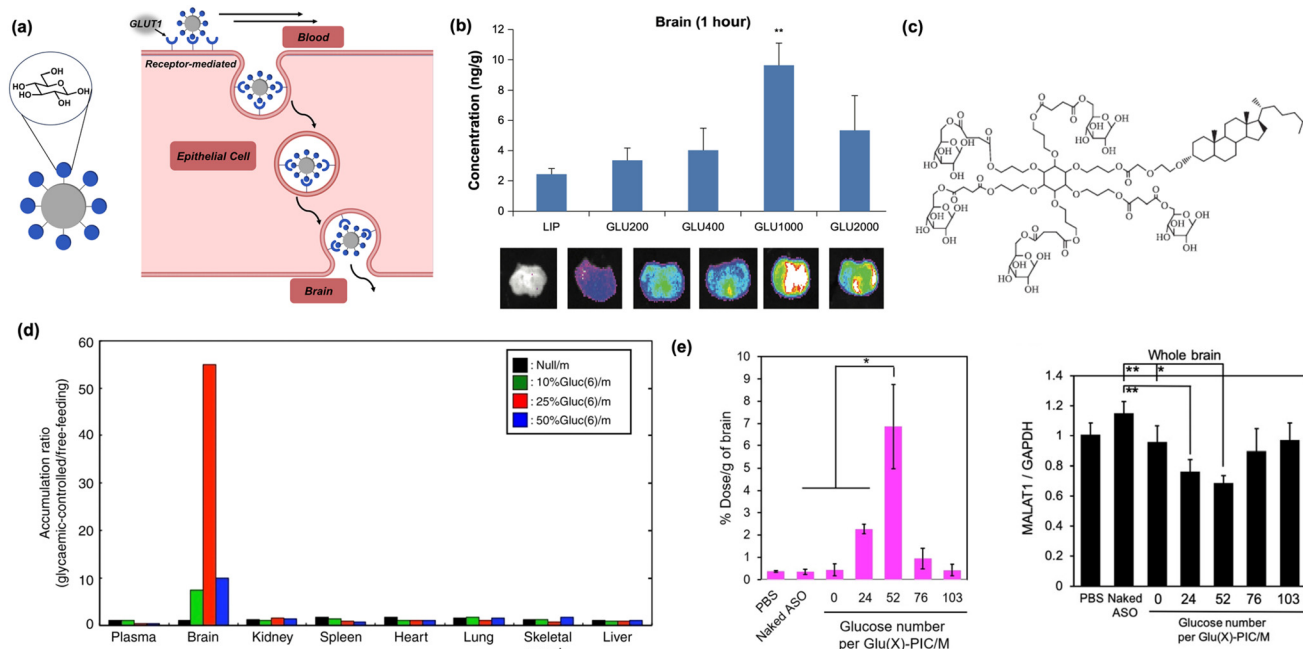 (a)
GLUT1
Blood
Receptor-mediated
OH
HO
O
HO
OH
OH
Epithelial Cell
Brain
(b)
Brain (1 hour)
Concentration (ng/g)
12
10
8
6
4
2
0
**
LIP
GLU200
GLU400
GLU1000
GLU2000
(c)
(d)
Accumulation ratio
(glycaemic-controlled/free-feeding)
60
50
40
30
20
10
0
: Null/m
: 10%Gluc(6)/m
: 25%Gluc(6)/m
: 50%Gluc(6)/m
Plasma
Brain
Kidney
Spleen
Heart
Lung
Skeletal
Liver
(e)
% Dose/g of brain
10
9
8
7
6
5
4
3
2
1
0
*
PBS
Naked ASO
0
24
52
76
103
Glucose number
per Glu(X)-PIC/M
Whole brain
** *
**
MALAT1 / GAPDH
1.4
1.2
1
0.8
0.6
0.4
0.2
0
PBS
Naked
ASO
0
24
52
76
103
Glucose number
per Glu(X)-PIC/M